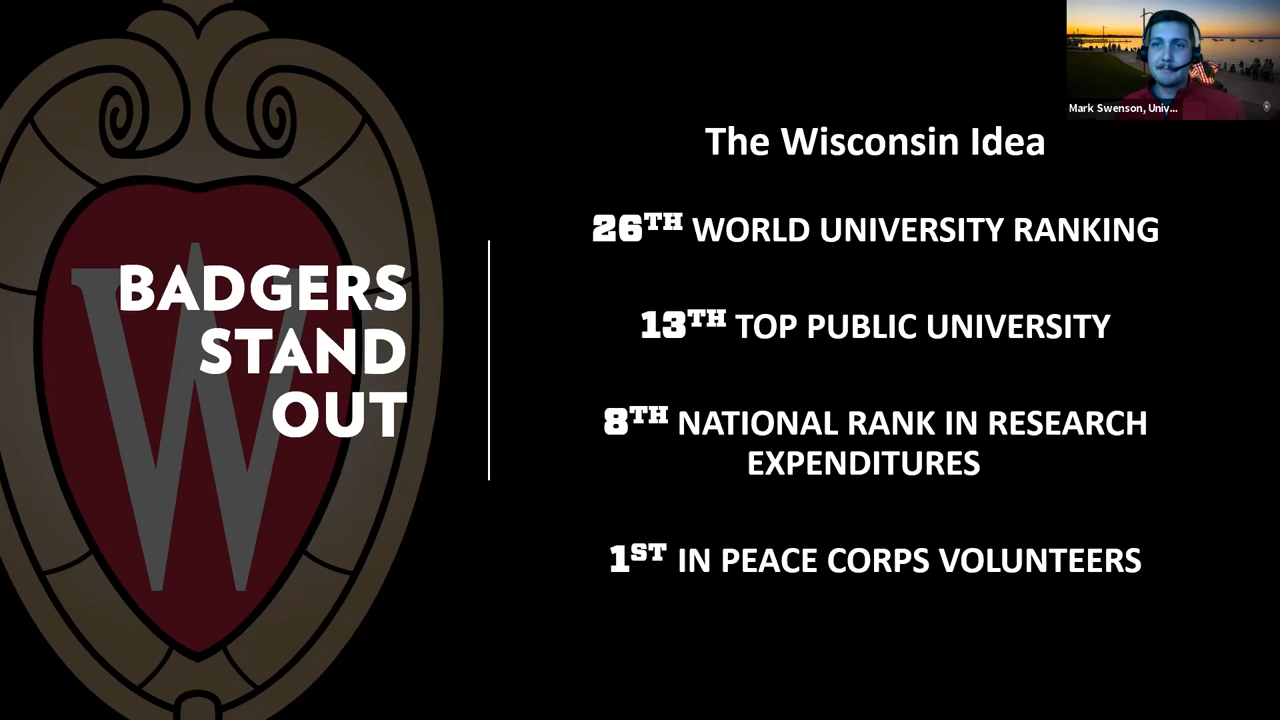 Mark Swenson, Univ...
The Wisconsin Idea
26TH WORLD UNIVERSITY RANKING
13TH TOP PUBLIC UNIVERSITY
8TH NATIONAL RANK IN RESEARCH
EXPENDITURES
1ST IN PEACE CORPS VOLUNTEERS
W
BADGERS
STAND
OUT